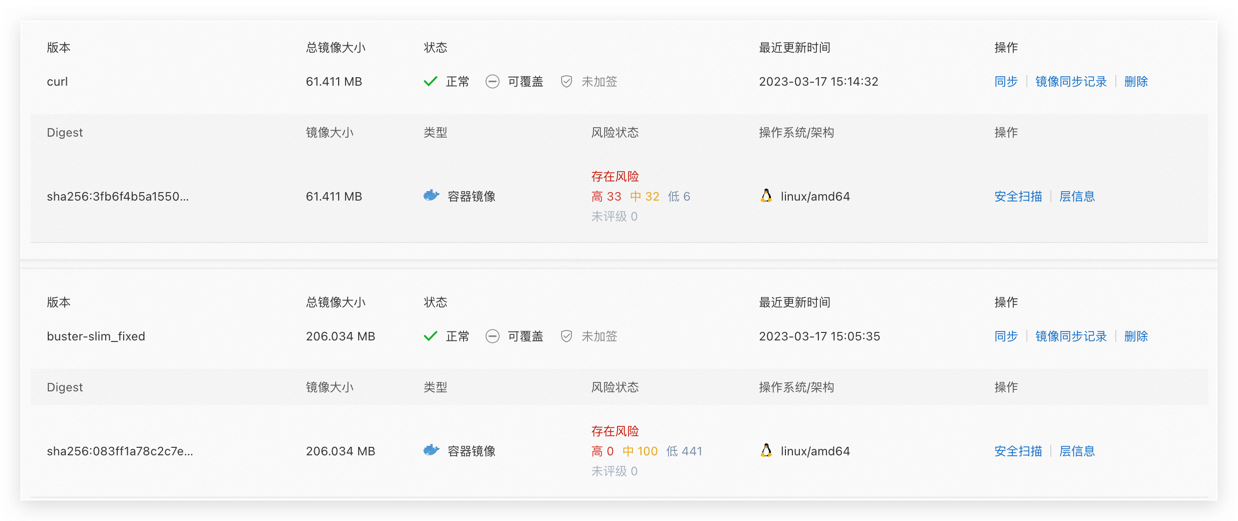 版本 总镜像大小 状态 最近更新时间 操作
curl 61.411 MB 正常 可覆盖 未加签 2023-03-17 15:14:32 同步 镜像同步记录 删除
Digest 镜像大小 类型 风险状态 操作系统/架构 操作
存在风险
sha256:3fb6f4b5a1550... 61.411 MB 容器镜像 高 33 中 32 低 6 linux/amd64 安全扫描 层信息
未评级 0
版本 总镜像大小 状态 最近更新时间 操作
buster-slim_fixed 206.034 MB 正常 可覆盖 未加签 2023-03-17 15:05:35 同步 镜像同步记录 删除
Digest 镜像大小 类型 风险状态 操作系统/架构 操作
存在风险
sha256:083ff1a78c2c7e... 206.034 MB 容器镜像 高 0 中 100 低 441 linux/amd64 安全扫描 层信息
未评级 0